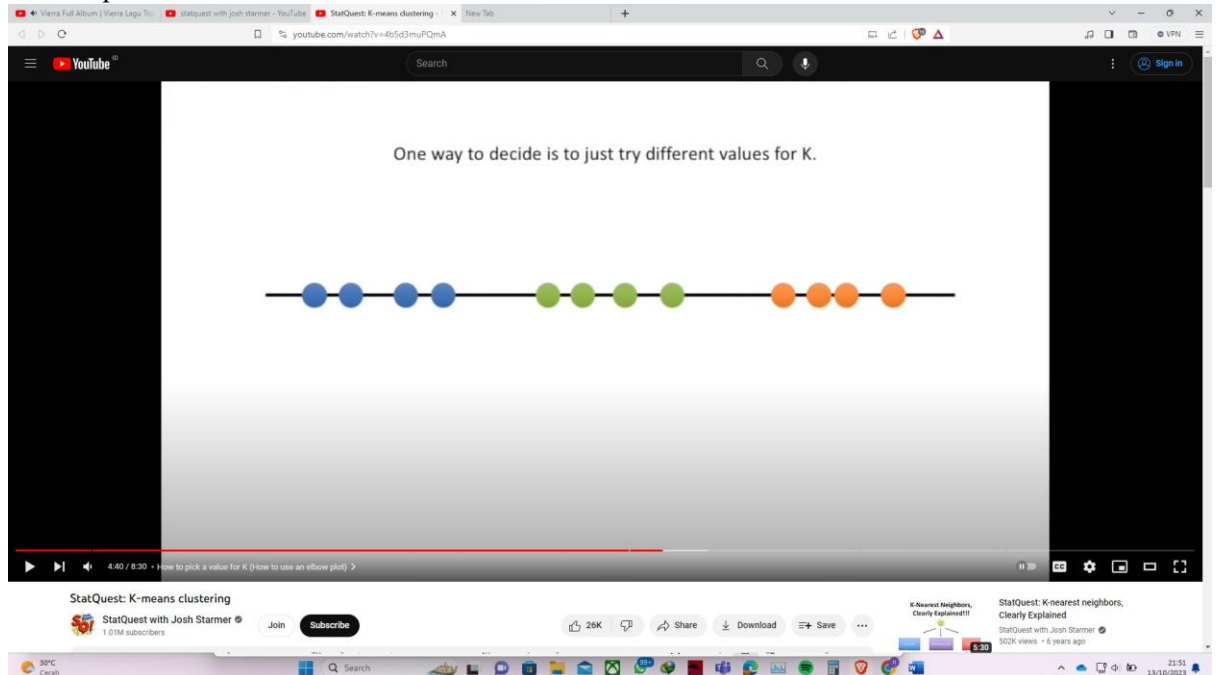 Vierra Full Album | Vierra Lagu To
statquest with josh starmer - YouTube
StatQuest: K-means clustering -
New Tab
youtube.com/watch?v=4b5d3muPQmA
VPN
YouTube ID
Search
Sign in
One way to decide is to just try different values for K.
4:40 / 8:30 • How to pick a value for K (How to use an elbow plot) >
StatQuest: K-means clustering
StatQuest with Josh Starmer
1.01M subscribers
Join
Subscribe
26K
Share
Download
Save
K-Nearest Neighbors,
Clearly Explained!!!
5:30
StatQuest: K-nearest neighbors,
Clearly Explained
StatQuest with Josh Starmer
502K views • 6 years ago
30°C
Cerah
Search
99+
21:51
13/10/2023